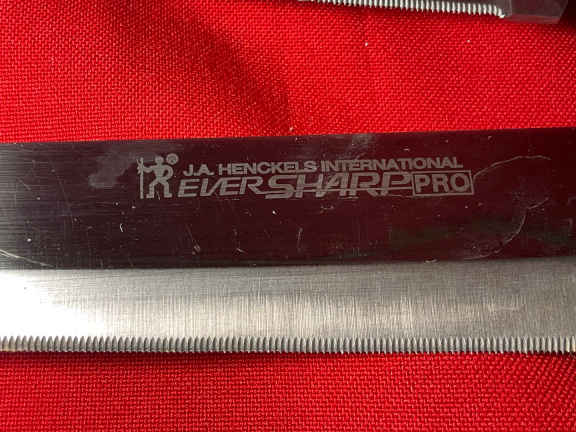 J.A. HENCKELS INTERNATIONAL
EVERSHARP PRO